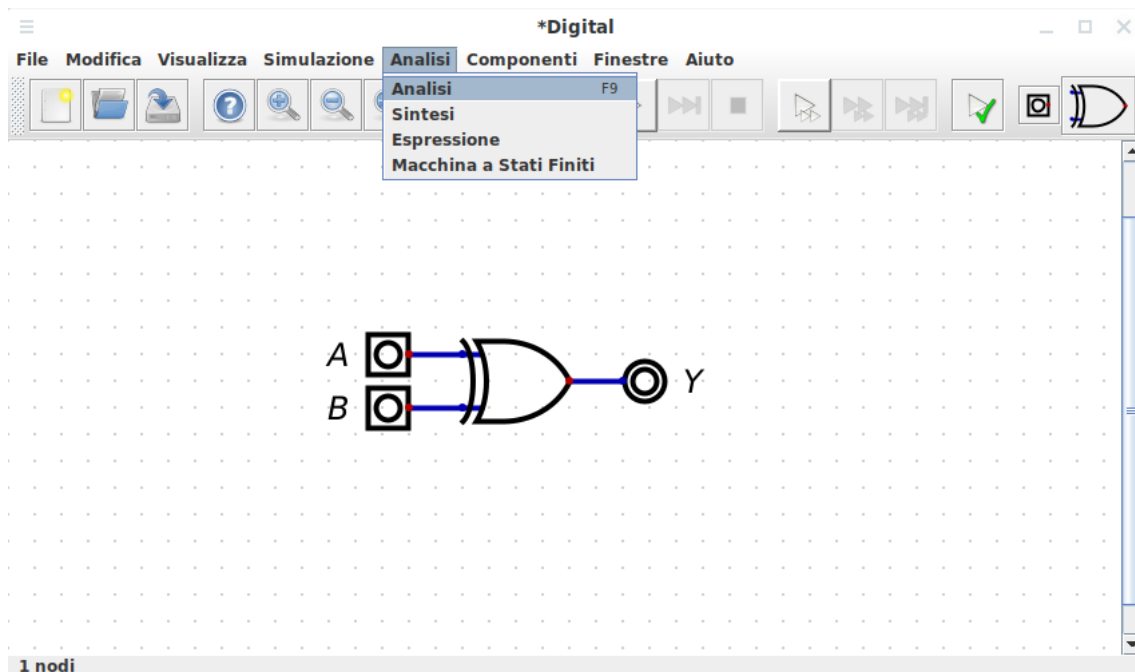 *Digital
File Modifica Visualizza Simulazione Analisi Componenti Finestre Aiuto
Analisi F9
Sintesi
Espressione
Macchina a Stati Finiti
A
B
Y
1 nodi